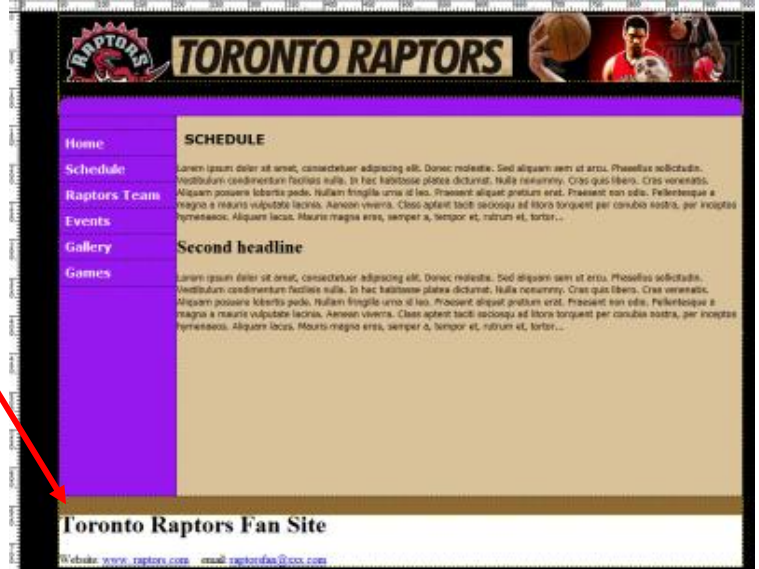 RAPTORS
TORONTO RAPTORS
Home
Schedule
Raptors Team
Events
Gallery
Games
SCHEDULE
Lorem ipsum dolor sit amet, consectetuer adipiscing elit. Donec molestie. Sed aliquam sem ut arcu. Phasellus sollicitudin.
Vestibulum condimentum facilisis nulla. In hac habitasse platea dictumst. Nulla nonummy. Cras quis libero. Cras venenatis.
Aliquam posuere lobortis pede. Nullam fringilla urna id leo. Praesent aliquet pretium erat. Praesent non odio. Pellentesque a
magna a mauris vulputate lacinia. Aenean viverra. Class aptent taciti sociosqu ad litora torquent per conubia nostra, per inceptos
hymenaeos. Aliquam lacus. Mauris magna eros, semper a, tempor et, rutrum et, tortor...
Second headline
Lorem ipsum dolor sit amet, consectetuer adipiscing elit. Donec molestie. Sed aliquam sem ut arcu. Phasellus sollicitudin.
Vestibulum condimentum facilisis nulla. In hac habitasse platea dictumst. Nulla nonummy. Cras quis libero. Cras venenatis.
Aliquam posuere lobortis pede. Nullam fringilla urna id leo. Praesent aliquet pretium erat. Praesent non odio. Pellentesque a
magna a mauris vulputate lacinia. Aenean viverra. Class aptent taciti sociosqu ad litora torquent per conubia nostra, per inceptos
hymenaeos. Aliquam lacus. Mauris magna eros, semper a, tempor et, rutrum et, tortor...
Toronto Raptors Fan Site
Website: www. raptors.com email: raptorsfan@xxx.com